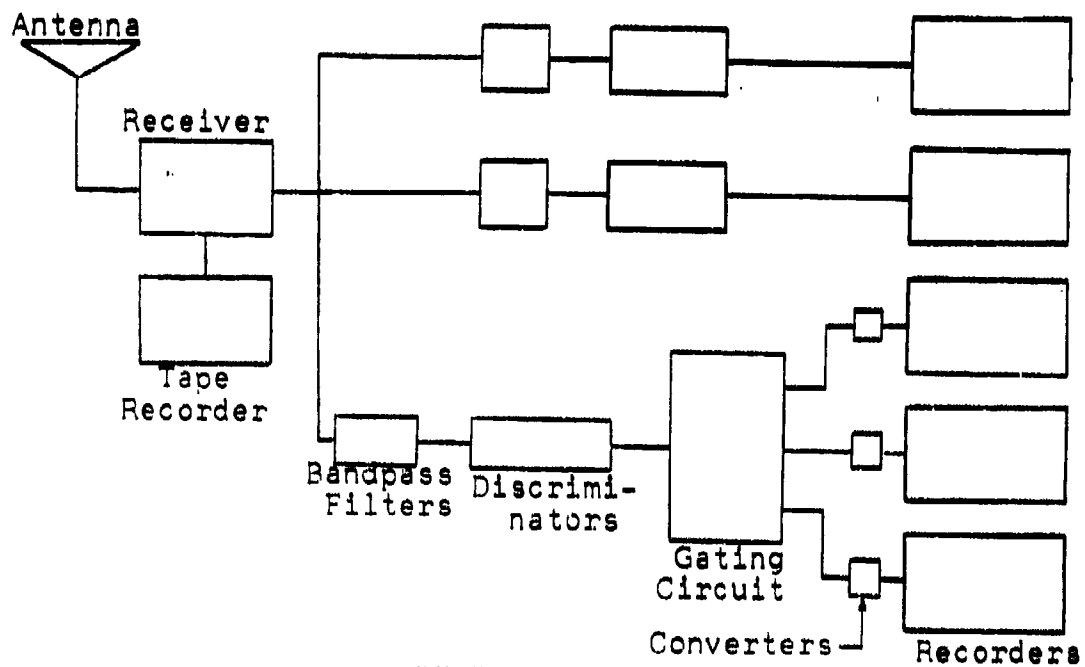 Antenna
Receiver
Tape
Recorder
Bandpass
Filters
Discrimi-
nators
Gating
Circuit
Converters
Recorders